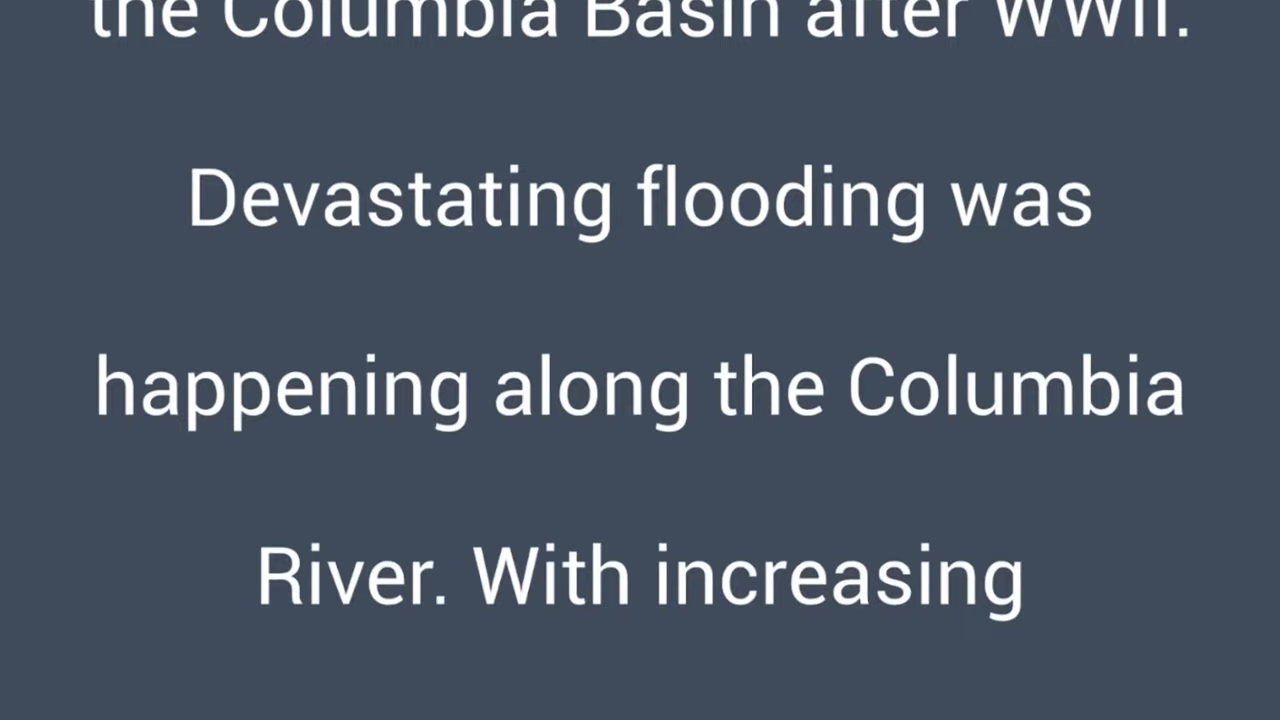 the Columbia Basin after WWII.
Devastating flooding was
happening along the Columbia
River. With increasing